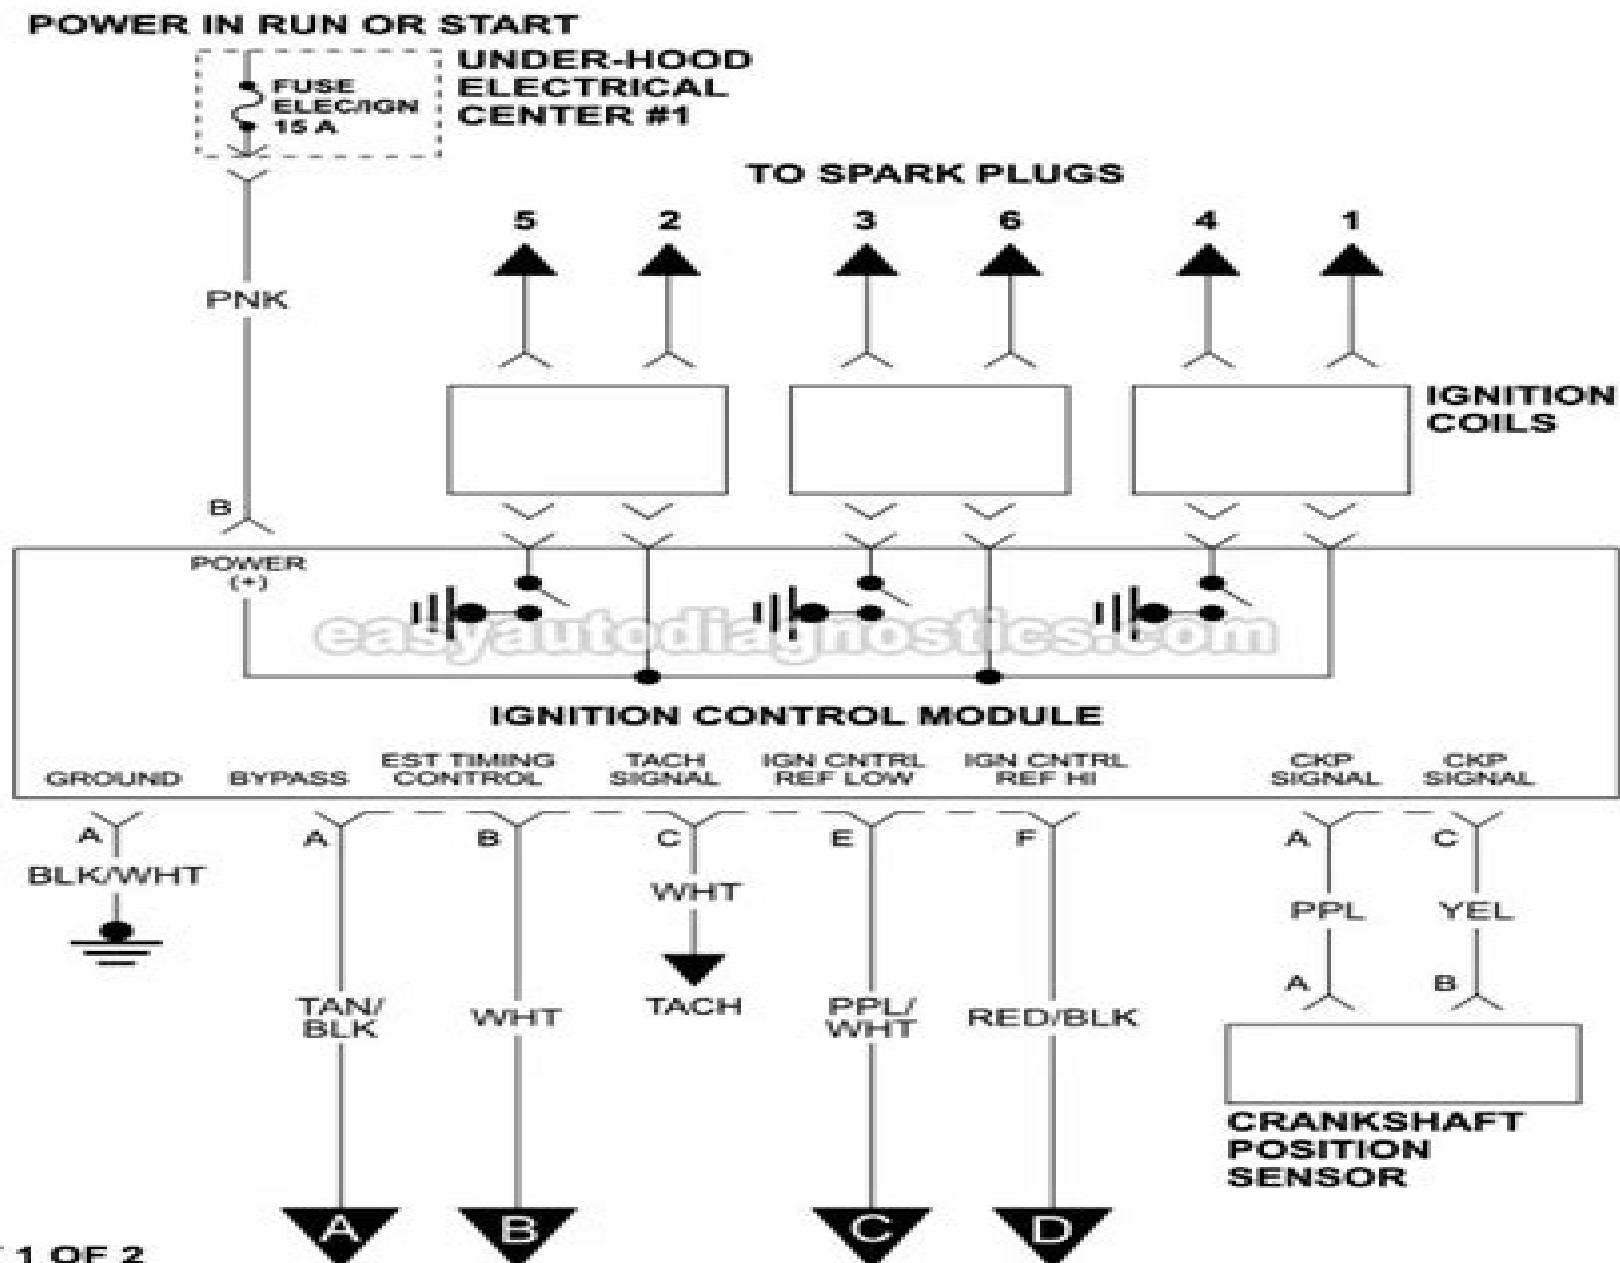 POWER IN RUN OR START
UNDER-HOOD
ELECTRICAL
CENTER #1
FUSE
ELEC/IGN
15 A
TO SPARK PLUGS
5 2 3 6 4 1
PNK
IGNITION
COILS
B
POWER
(+)
easyautodiagnostics.com
IGNITION CONTROL MODULE
GROUND
BYPASS
EST TIMING
CONTROL
TACH
SIGNAL
IGN CNTRL
REF LOW
IGN CNTRL
REF HI
CKP
SIGNAL
CKP
SIGNAL
A A B C E F A C
BLK/WHT
WHT
PPL
YEL
A B
TAN/
BLK
WHT
TACH
PPL/
WHT
RED/BLK
CRANKSHAFT
POSITION
SENSOR
A B C D
1 OF 2